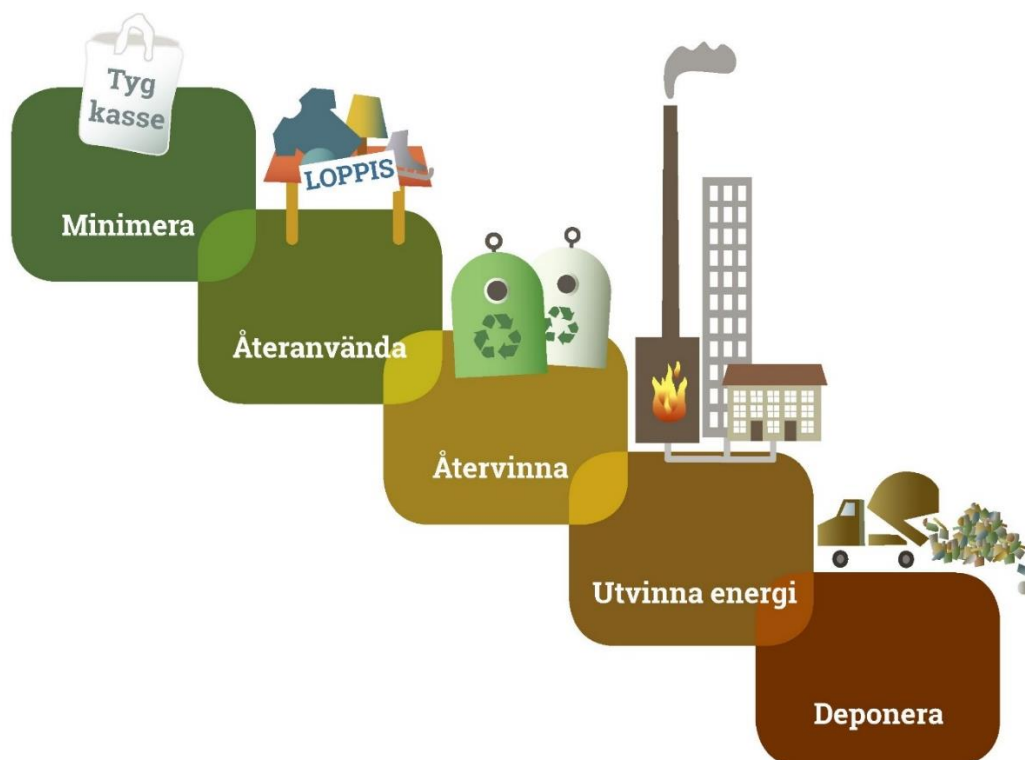 Tyg
kasse
Minimera
LOPPIS
Återanvända
Återvinna
Utvinna energi
Deponera